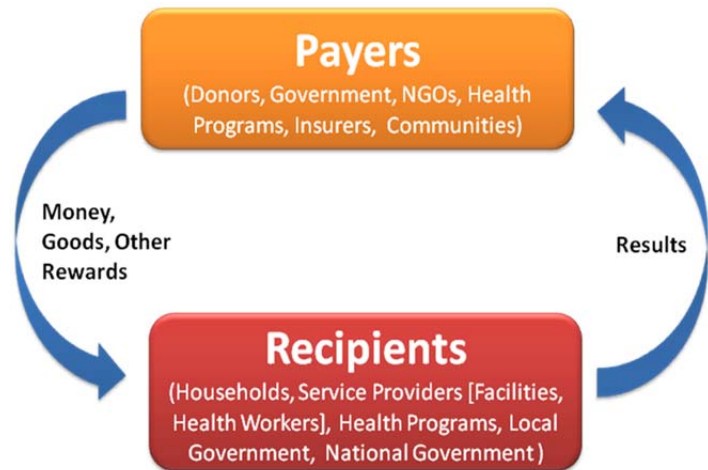 Payers
(Donors, Government, NGOs, Health
Programs, Insurers, Communities)
Money,
Goods, Other
Rewards
Results
Recipients
(Households, Service Providers [Facilities,
Health Workers], Health Programs, Local
Government, National Government)